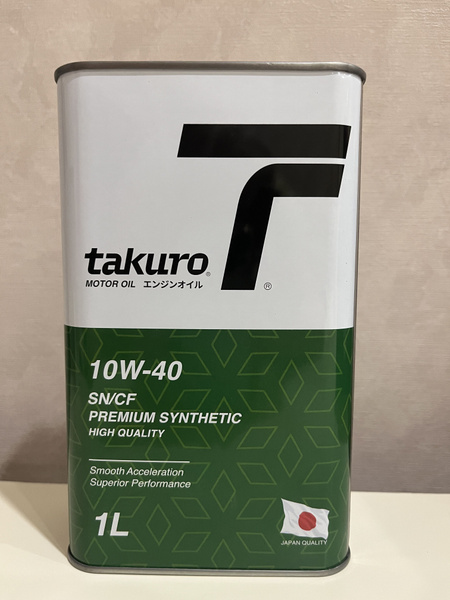 takuro®
MOTOR OIL エンジンオイル
®
10W-40
SN/CF
PREMIUM SYNTHETIC
HIGH QUALITY
Smooth Acceleration
Superior Performance
1L
JAPAN QUALITY